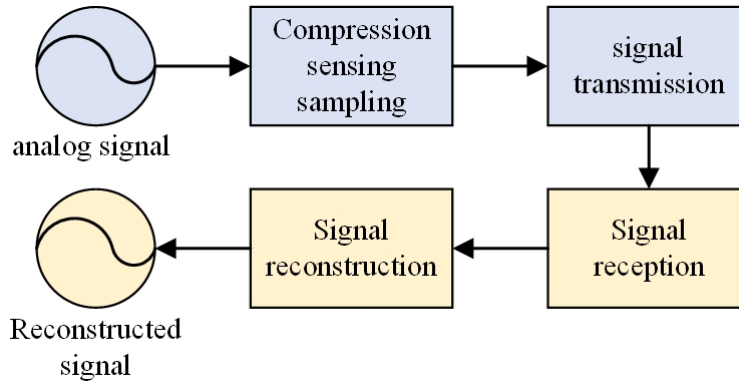 Compression
sensing
sampling
signal
transmission
analog signal
Signal
reconstruction
Signal
reception
Reconstructed
signal